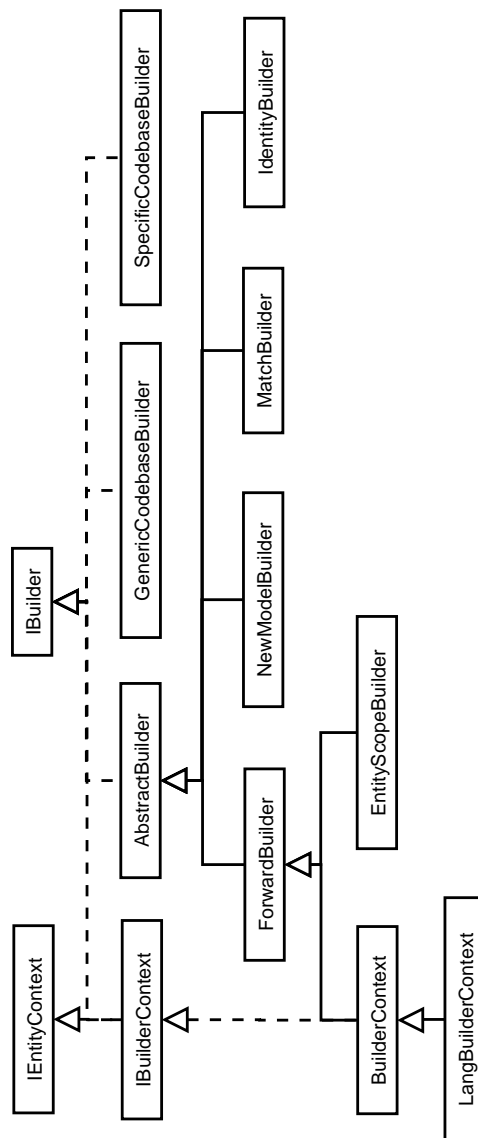 IEntityContext
IBuilder
IBuilderContext
AbstractBuilder
GenericCodebaseBuilder
SpecificCodebaseBuilder
ForwardBuilder
NewModelBuilder
MatchBuilder
IdentityBuilder
BuilderContext
EntityScopeBuilder
LangBuilderContext